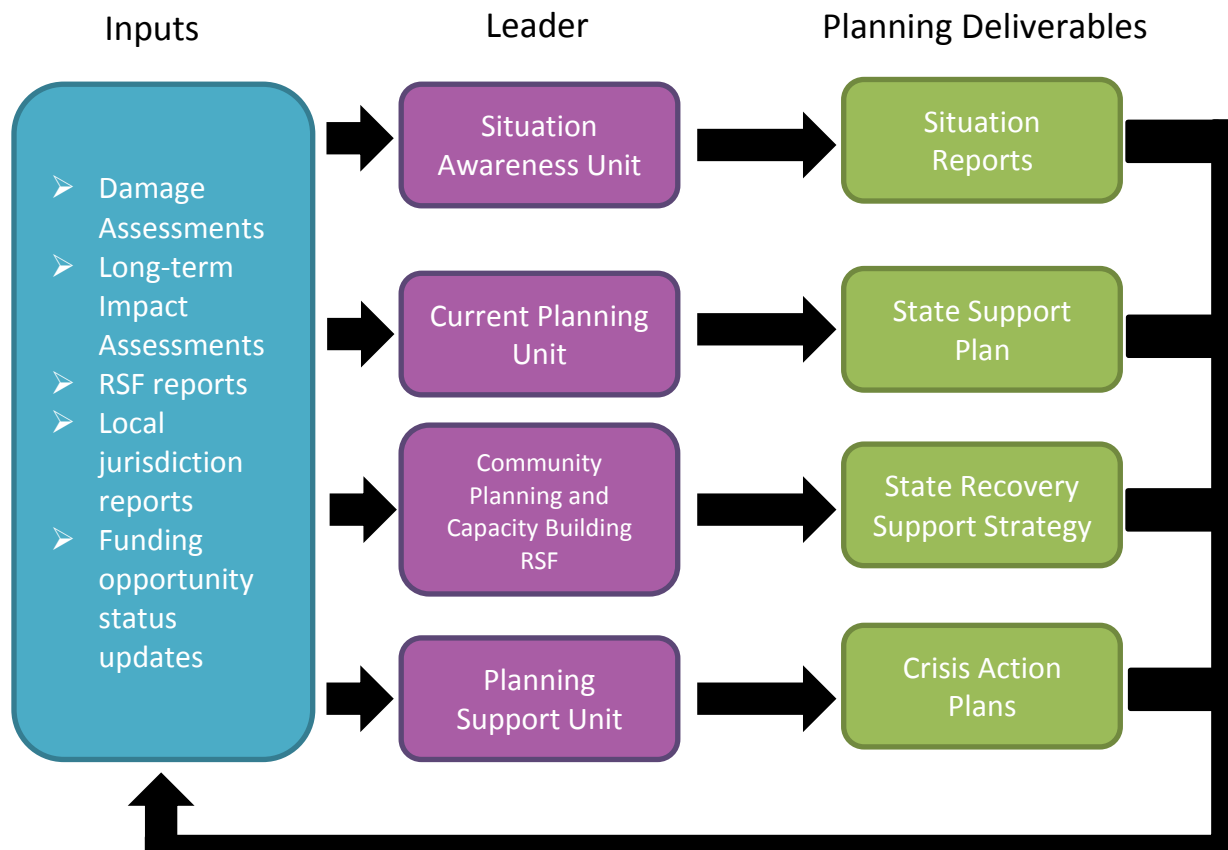 Inputs
Leader
Planning Deliverables
➢ Damage
Assessments
➢ Long-term
Impact
Assessments
➢ RSF reports
➢ Local
jurisdiction
reports
➢ Funding
opportunity
status
updates
Situation
Awareness Unit
Situation
Reports
Current Planning
Unit
State Support
Plan
Community
Planning and
Capacity Building
RSF
State Recovery
Support Strategy
Planning
Support Unit
Crisis Action
Plans